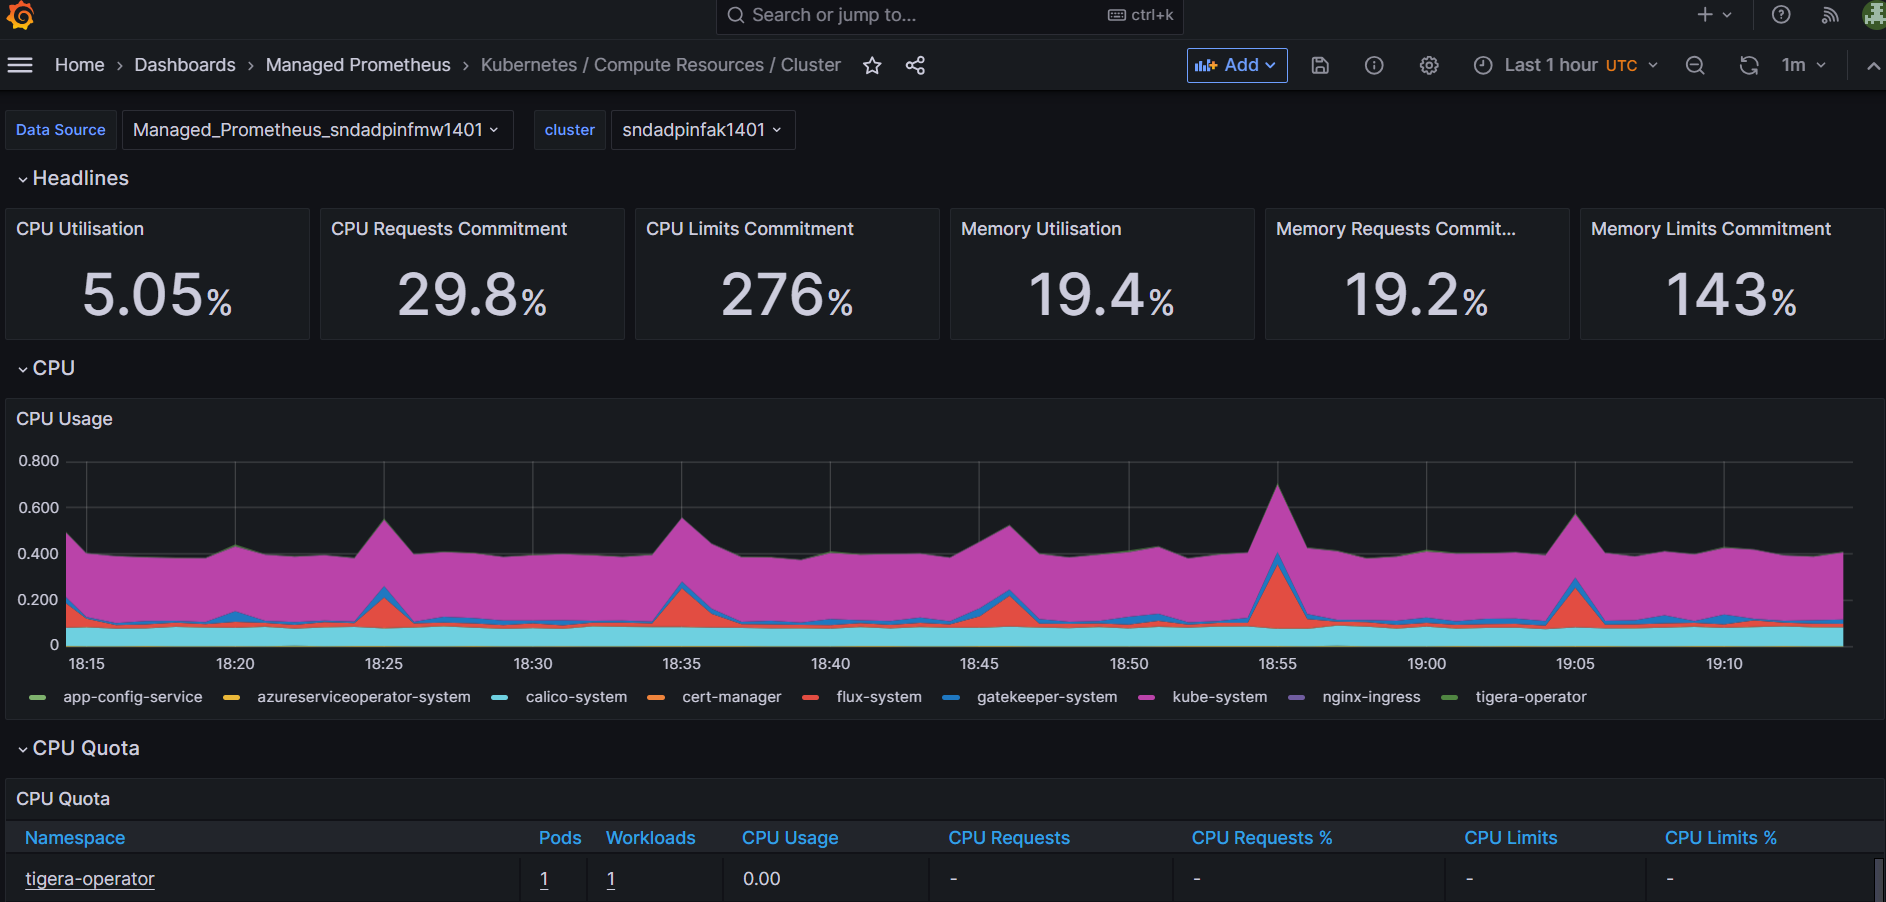 Search or jump to... ctrl+k
Home › Dashboards › Managed Prometheus › Kubernetes / Compute Resources / Cluster Add Last 1 hour UTC 1m
Data Source Managed_Prometheus_sndadpinfmw1401 cluster sndadpinfak1401
Headlines
CPU Utilisation CPU Requests Commitment CPU Limits Commitment Memory Utilisation Memory Requests Commit... Memory Limits Commitment
5.05% 29.8% 276% 19.4% 19.2% 143%
CPU
CPU Usage
0.800
0.600
0.400
0.200
0
18:15 18:20 18:25 18:30 18:35 18:40 18:45 18:50 18:55 19:00 19:05 19:10
app-config-service azureserviceoperator-system calico-system cert-manager flux-system gatekeeper-system kube-system nginx-ingress tigera-operator
CPU Quota
CPU Quota
Namespace Pods Workloads CPU Usage CPU Requests CPU Requests % CPU Limits CPU Limits %
tigera-operator 1 1 0.00 - - - -